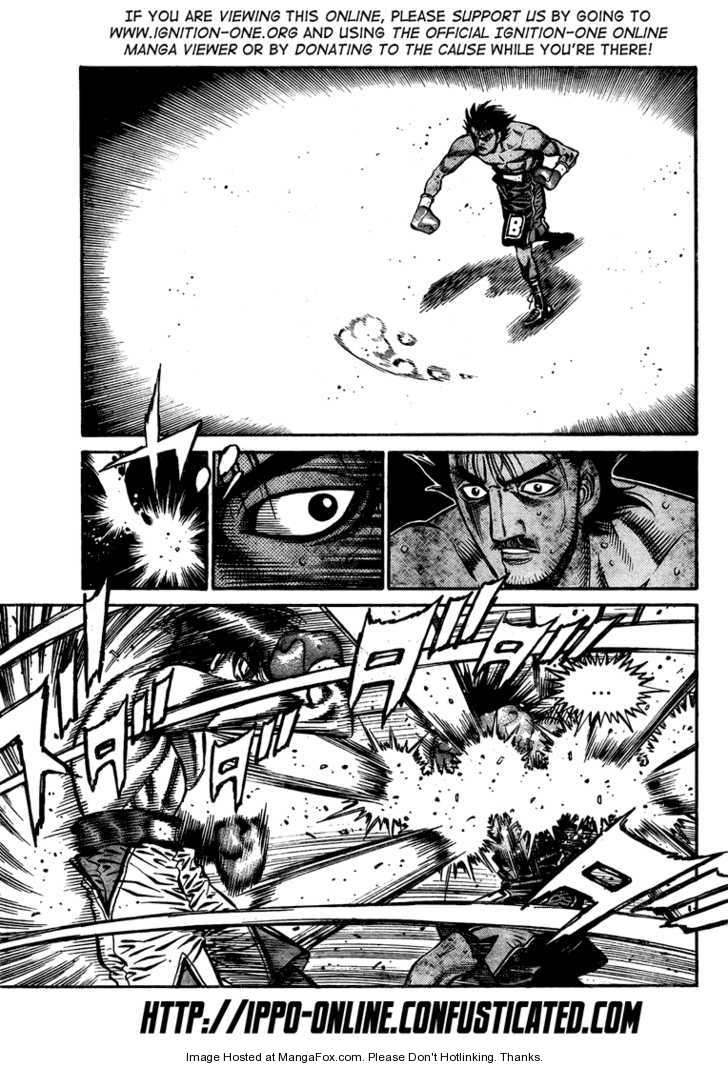 IF YOU ARE VIEWING THIS ONLINE, PLEASE SUPPORT US BY GOING TO
WWW.IGNITION-ONE.ORG AND USING THE OFFICIAL IGNITION-ONE ONLINE
MANGA VIEWER OR BY DONATING TO THE CAUSE WHILE YOU'RE THERE!
B
...
HTTP://IPPO-ONLINE.CONFUSTICATED.COM
Image Hosted at MangaFox.com. Please Don't Hotlinking. Thanks.